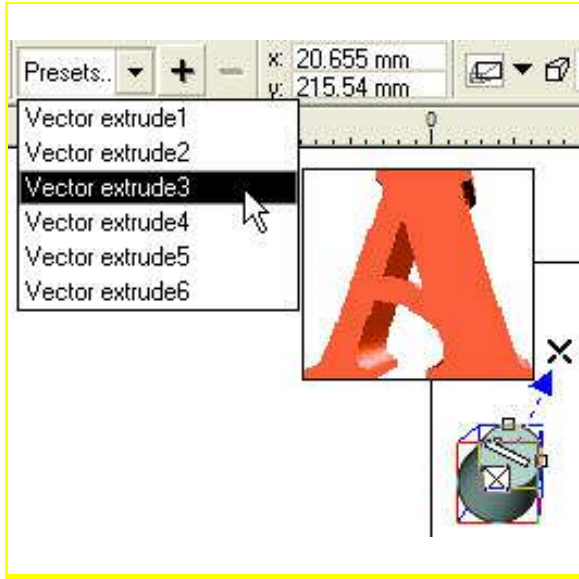 Presets.. x: 20.655 mm
y: 215.54 mm
Vector extrude1
0
Vector extrude2
Vector extrude3
Vector extrude4
Vector extrude5
Vector extrude6
A